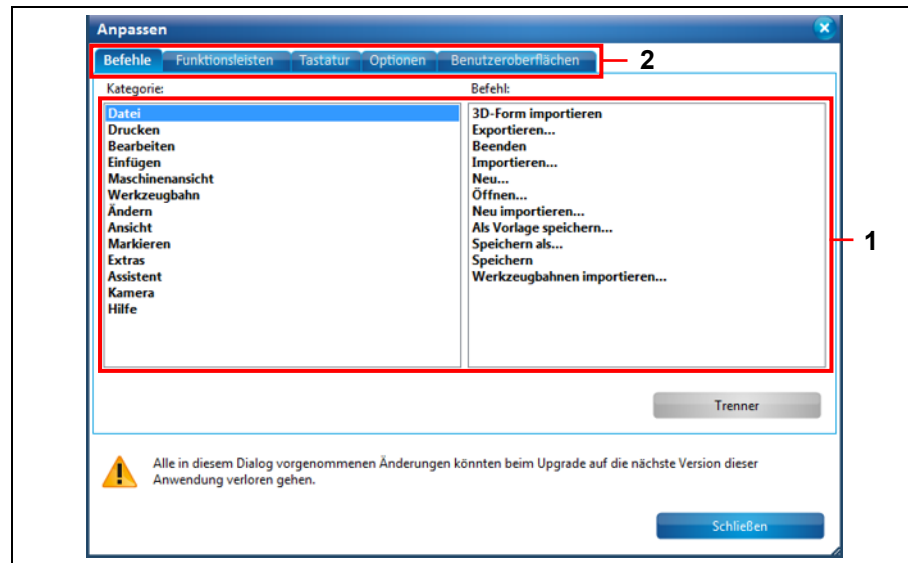 Anpassen
Befehle Funktionsleisten Tastatur Optionen Benutzeroberflächen 2
Kategorie: Befehl:
Datei
Drucken
Bearbeiten
Einfügen
Maschinenansicht
Werkzeugbahn
Ändern
Ansicht
Markieren
Extras
Assistent
Kamera
Hilfe
3D-Form importieren
Exportieren...
Beenden
Importieren...
Neu...
Öffnen...
Neu importieren...
Als Vorlage speichern...
Speichern als...
Speichern
Werkzeugbahnen importieren...
1
Trenner
Alle in diesem Dialog vorgenommenen Änderungen könnten beim Upgrade auf die nächste Version dieser
Anwendung verloren gehen.
Schließen